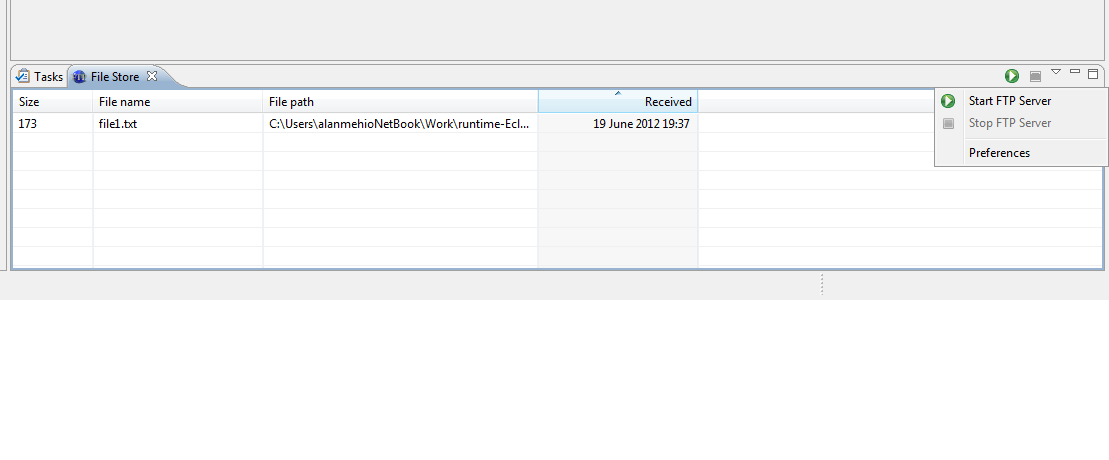 Tasks File Store
Size File name File path Received
173 file1.txt C:\Users\alanmehioNetBook\Work\runtime-Ecl... 19 June 2012 19:37
Start FTP Server
Stop FTP Server
Preferences